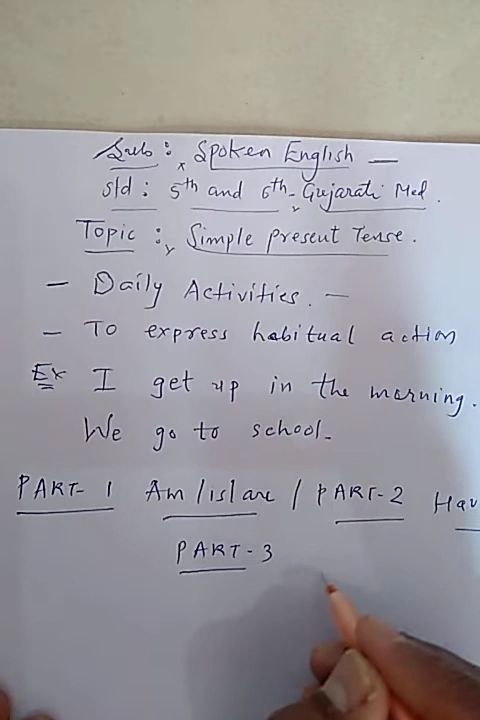 Sub: Spoken English —
Std: 5th and 6th - Gujarati Med.
Topic: Simple Present Tense.
— Daily Activities. —
— To express habitual action
Ex I get up in the morning.
We go to school.
PART-1 Am/is/are / PART-2 Hav
PART-3